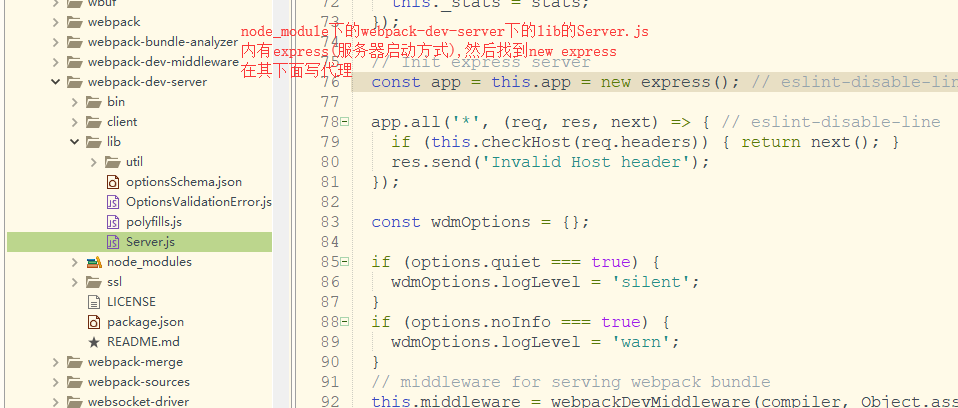 wbuf
webpack
webpack-bundle-analyzer
webpack-dev-middleware
webpack-dev-server
bin
client
lib
util
optionsSchema.json
OptionsValidationError.js
polyfills.js
Server.js
node_modules
ssl
LICENSE
package.json
README.md
webpack-merge
webpack-sources
websocket-driver
node_module下的webpack-dev-server下的lib的Server.js
内有express(服务器启动方式),然后找到new express
在其下面写代理
72 this._stats = stats;
73 });
// Init express server
76 const app = this.app = new express(); // eslint-disable-lin
77
78 app.all('*', (req, res, next) => { // eslint-disable-line
79 if (this.checkHost(req.headers)) { return next(); }
80 res.send('Invalid Host header');
81 });
82
83 const wdmOptions = {};
84
85 if (options.quiet === true) {
86 wdmOptions.logLevel = 'silent';
87 }
88 if (options.noInfo === true) {
89 wdmOptions.logLevel = 'warn';
90 }
91 // middleware for serving webpack bundle
92 this.middleware = webpackDevMiddleware(compiler, Object.ass